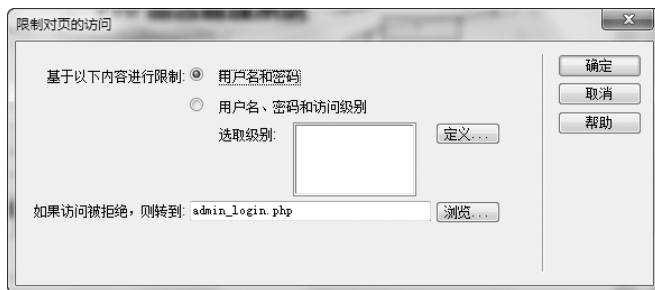 限制对页的访问
基于以下内容进行限制: 用户名和密码
用户名、密码和访问级别
选取级别:
定义...
如果访问被拒绝，则转到: admin_login.php
浏览...
确定
取消
帮助